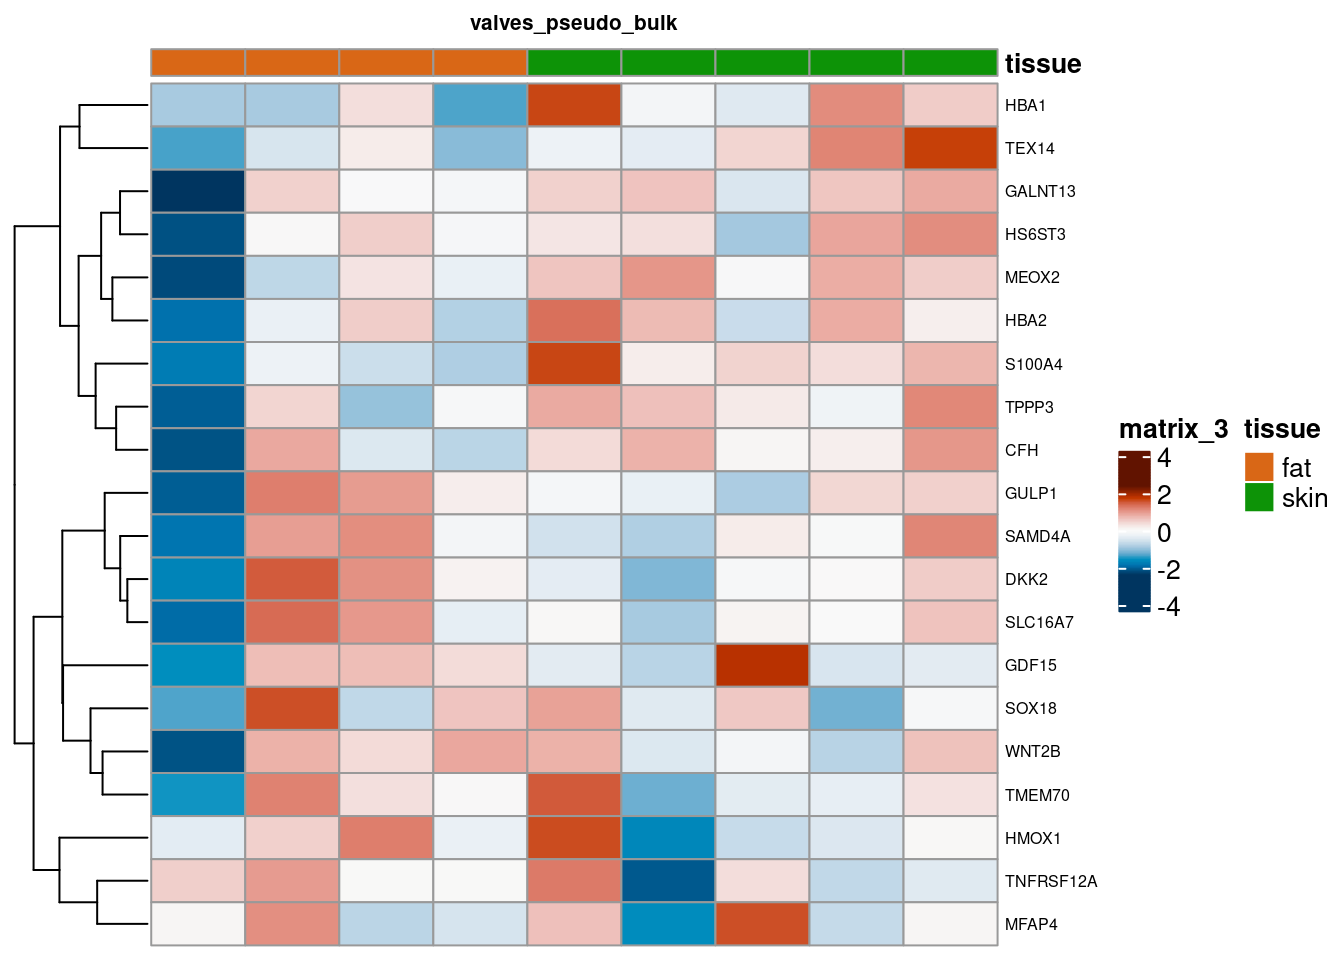 valves_pseudo_bulk
tissue
HBA1
TEX14
GALNT13
HS6ST3
MEOX2
HBA2
S100A4
TPPP3
CFH
GULP1
SAMD4A
DKK2
SLC16A7
GDF15
SOX18
WNT2B
TMEM70
HMOX1
TNFRSF12A
MFAP4
matrix_3
4
2
0
-2
-4
tissue
fat
skin